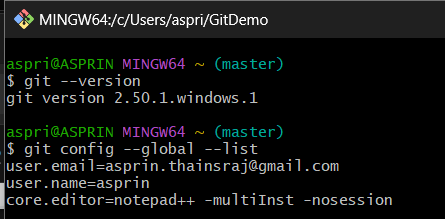 MINGW64:/c/Users/aspri/GitDemo
aspri@ASPRIN MINGW64 ~ (master)
$ git --version
git version 2.50.1.windows.1
aspri@ASPRIN MINGW64 ~ (master)
$ git config --global --list
user.email=asprin.thainsraj@gmail.com
user.name=asprin
core.editor=notepad++ -multiInst -nosession